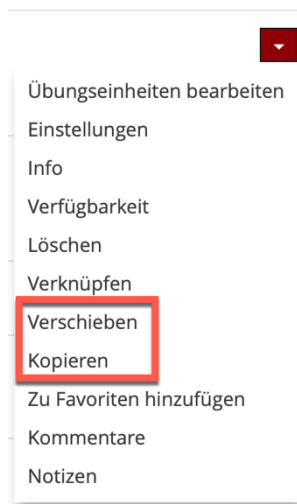 Übungseinheiten bearbeiten
Einstellungen
Info
Verfügbarkeit
Löschen
Verknüpfen
Verschieben
Kopieren
Zu Favoriten hinzufügen
Kommentare
Notizen